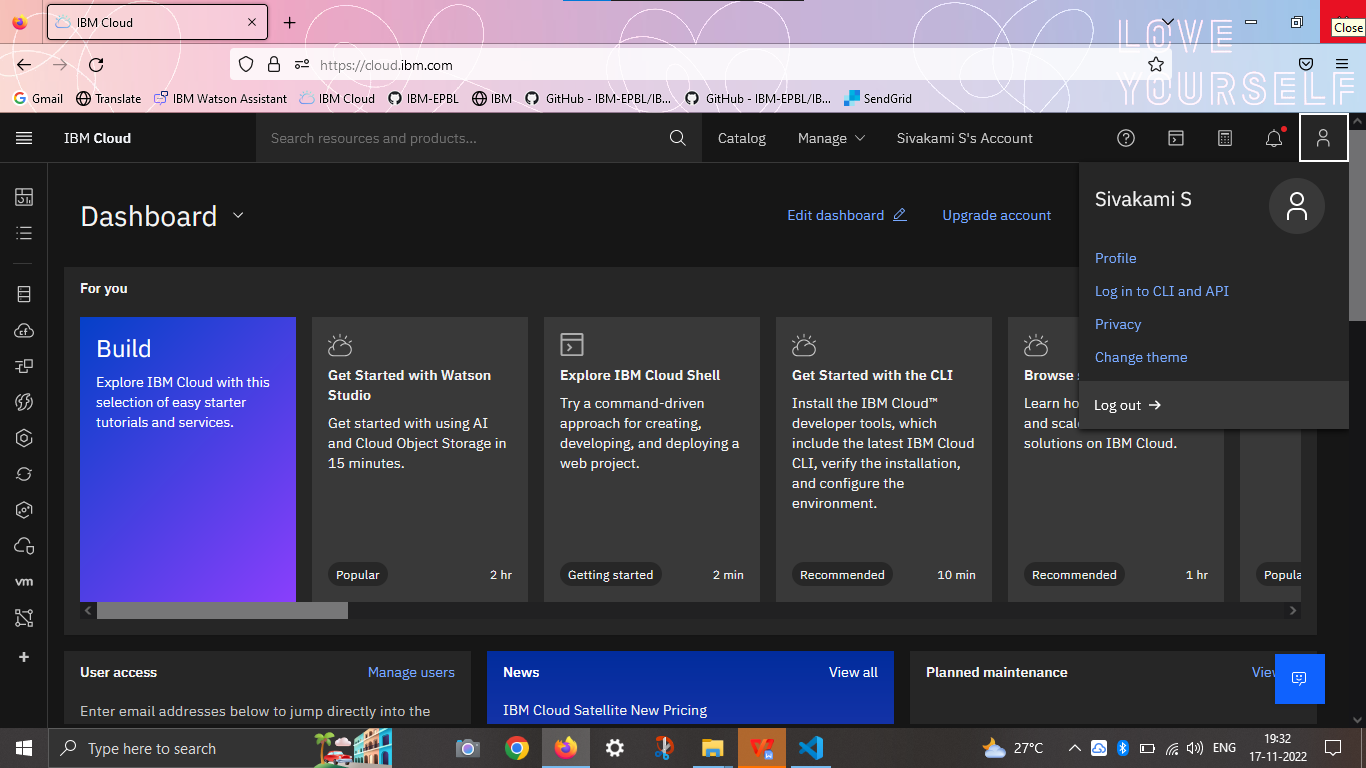 IBM Cloud
LOVE
YOURSELF
Close
https://cloud.ibm.com
Gmail
Translate
IBM Watson Assistant
IBM Cloud
IBM-EPBL
IBM
GitHub - IBM-EPBL/IB...
GitHub - IBM-EPBL/IB...
SendGrid
IBM Cloud
Search resources and products...
Catalog
Manage
Sivakami S's Account
Dashboard
Edit dashboard
Upgrade account
Sivakami S
Profile
Log in to CLI and API
Privacy
Change theme
Log out →
For you
Build
Explore IBM Cloud with this
selection of easy starter
tutorials and services.
Get Started with Watson
Studio
Get started with using AI
and Cloud Object Storage in
15 minutes.
Popular
2 hr
Explore IBM Cloud Shell
Try a command-driven
approach for creating,
developing, and deploying a
web project.
Getting started
2 min
Get Started with the CLI
Install the IBM Cloud™
developer tools, which
include the latest IBM Cloud
CLI, verify the installation,
and configure the
environment.
Recommended
10 min
Browse s
Learn ho
and scal
solutions on IBM Cloud.
Recommended
1 hr
Popula
cf
vm
User access
Manage users
Enter email addresses below to jump directly into the
News
View all
IBM Cloud Satellite New Pricing
Planned maintenance
View
Type here to search
27°C
ENG
19:32
17-11-2022